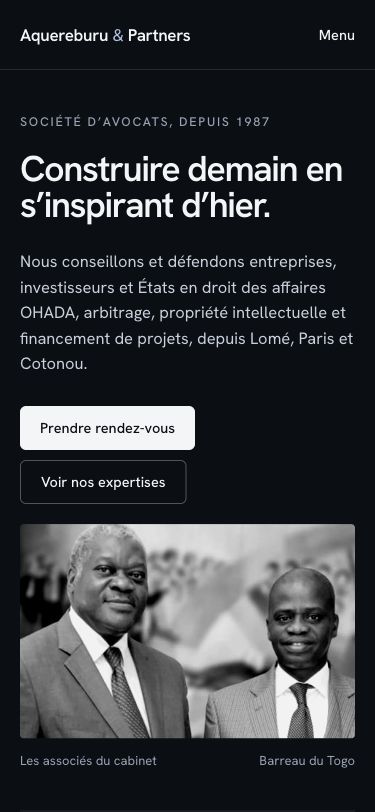 Aquereburu & Partners
Menu
SOCIÉTÉ D’AVOCATS, DEPUIS 1987
Construire demain en
s’inspirant d’hier.
Nous conseillons et défendons entreprises,
investisseurs et États en droit des affaires
OHADA, arbitrage, propriété intellectuelle et
financement de projets, depuis Lomé, Paris et
Cotonou.
Prendre rendez-vous
Voir nos expertises
Les associés du cabinet
Barreau du Togo